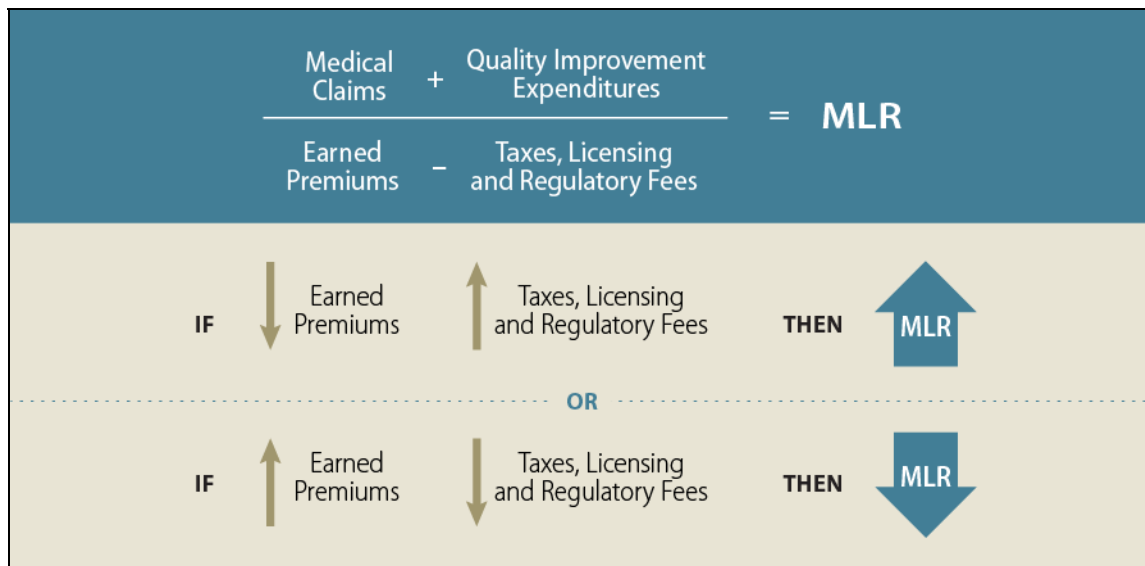 Medical + Quality Improvement
Claims Expenditures
= MLR
Earned − Taxes, Licensing
Premiums and Regulatory Fees
IF Earned Premiums Taxes, Licensing and Regulatory Fees THEN MLR
OR
IF Earned Premiums Taxes, Licensing and Regulatory Fees THEN MLR